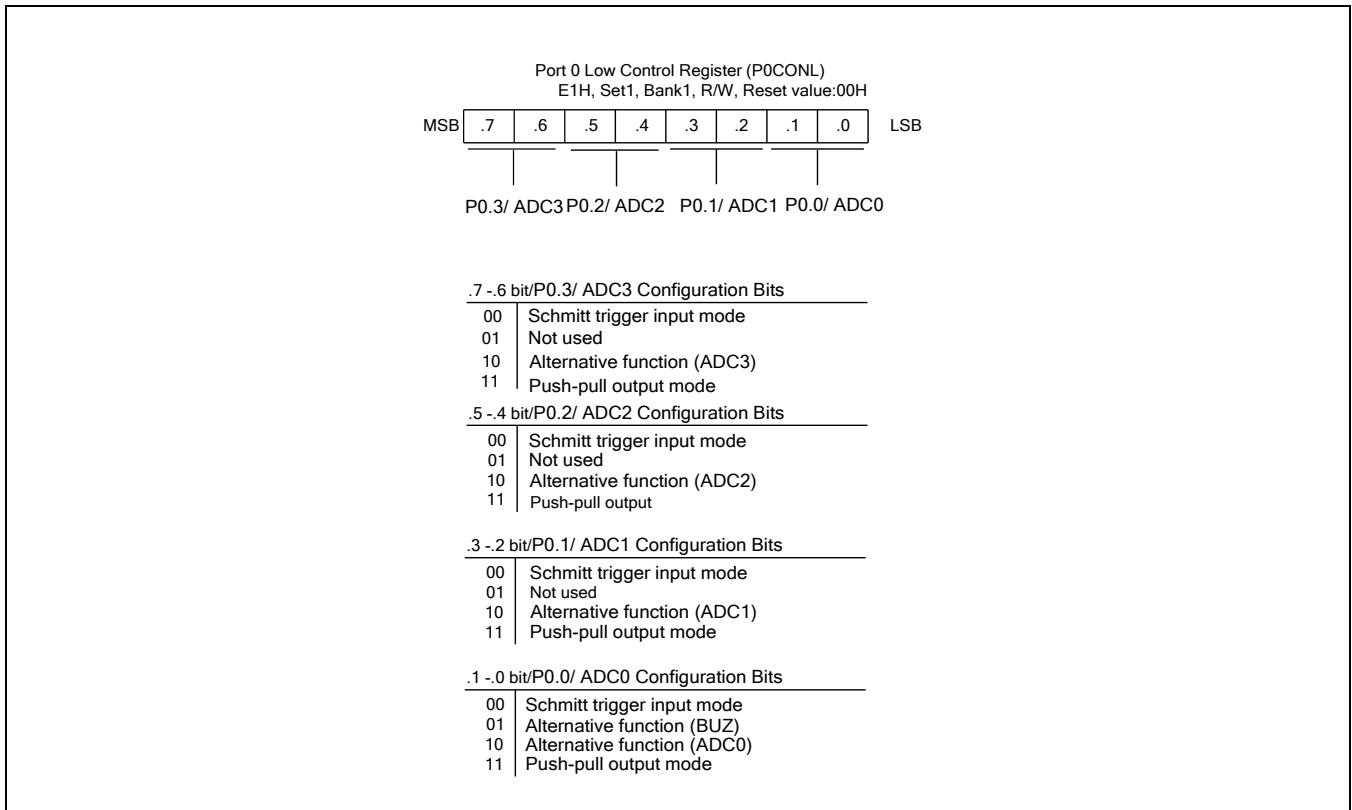 Port 0 Low Control Register (P0CONL)
E1H, Set1, Bank1, R/W, Reset value:00H
MSB .7 .6 .5 .4 .3 .2 .1 .0 LSB
P0.3/ ADC3 P0.2/ ADC2 P0.1/ ADC1 P0.0/ ADC0
.7 -.6 bit/P0.3/ ADC3 Configuration Bits
00 Schmitt trigger input mode
01 Not used
10 Alternative function (ADC3)
11 Push-pull output mode
.5 -.4 bit/P0.2/ ADC2 Configuration Bits
00 Schmitt trigger input mode
01 Not used
10 Alternative function (ADC2)
11 Push-pull output
.3 -.2 bit/P0.1/ ADC1 Configuration Bits
00 Schmitt trigger input mode
01 Not used
10 Alternative function (ADC1)
11 Push-pull output mode
.1 -.0 bit/P0.0/ ADC0 Configuration Bits
00 Schmitt trigger input mode
01 Alternative function (BUZ)
10 Alternative function (ADC0)
11 Push-pull output mode